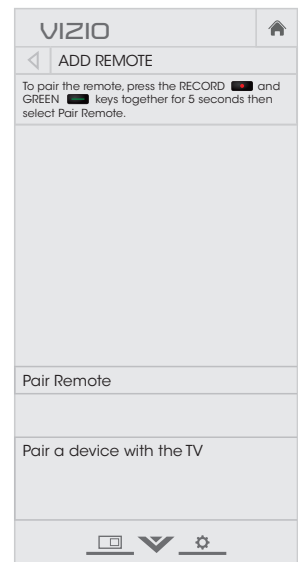 VIZIO
ADD REMOTE
To pair the remote, press the RECORD and
GREEN keys together for 5 seconds then
select Pair Remote.
Pair Remote
Pair a device with the TV